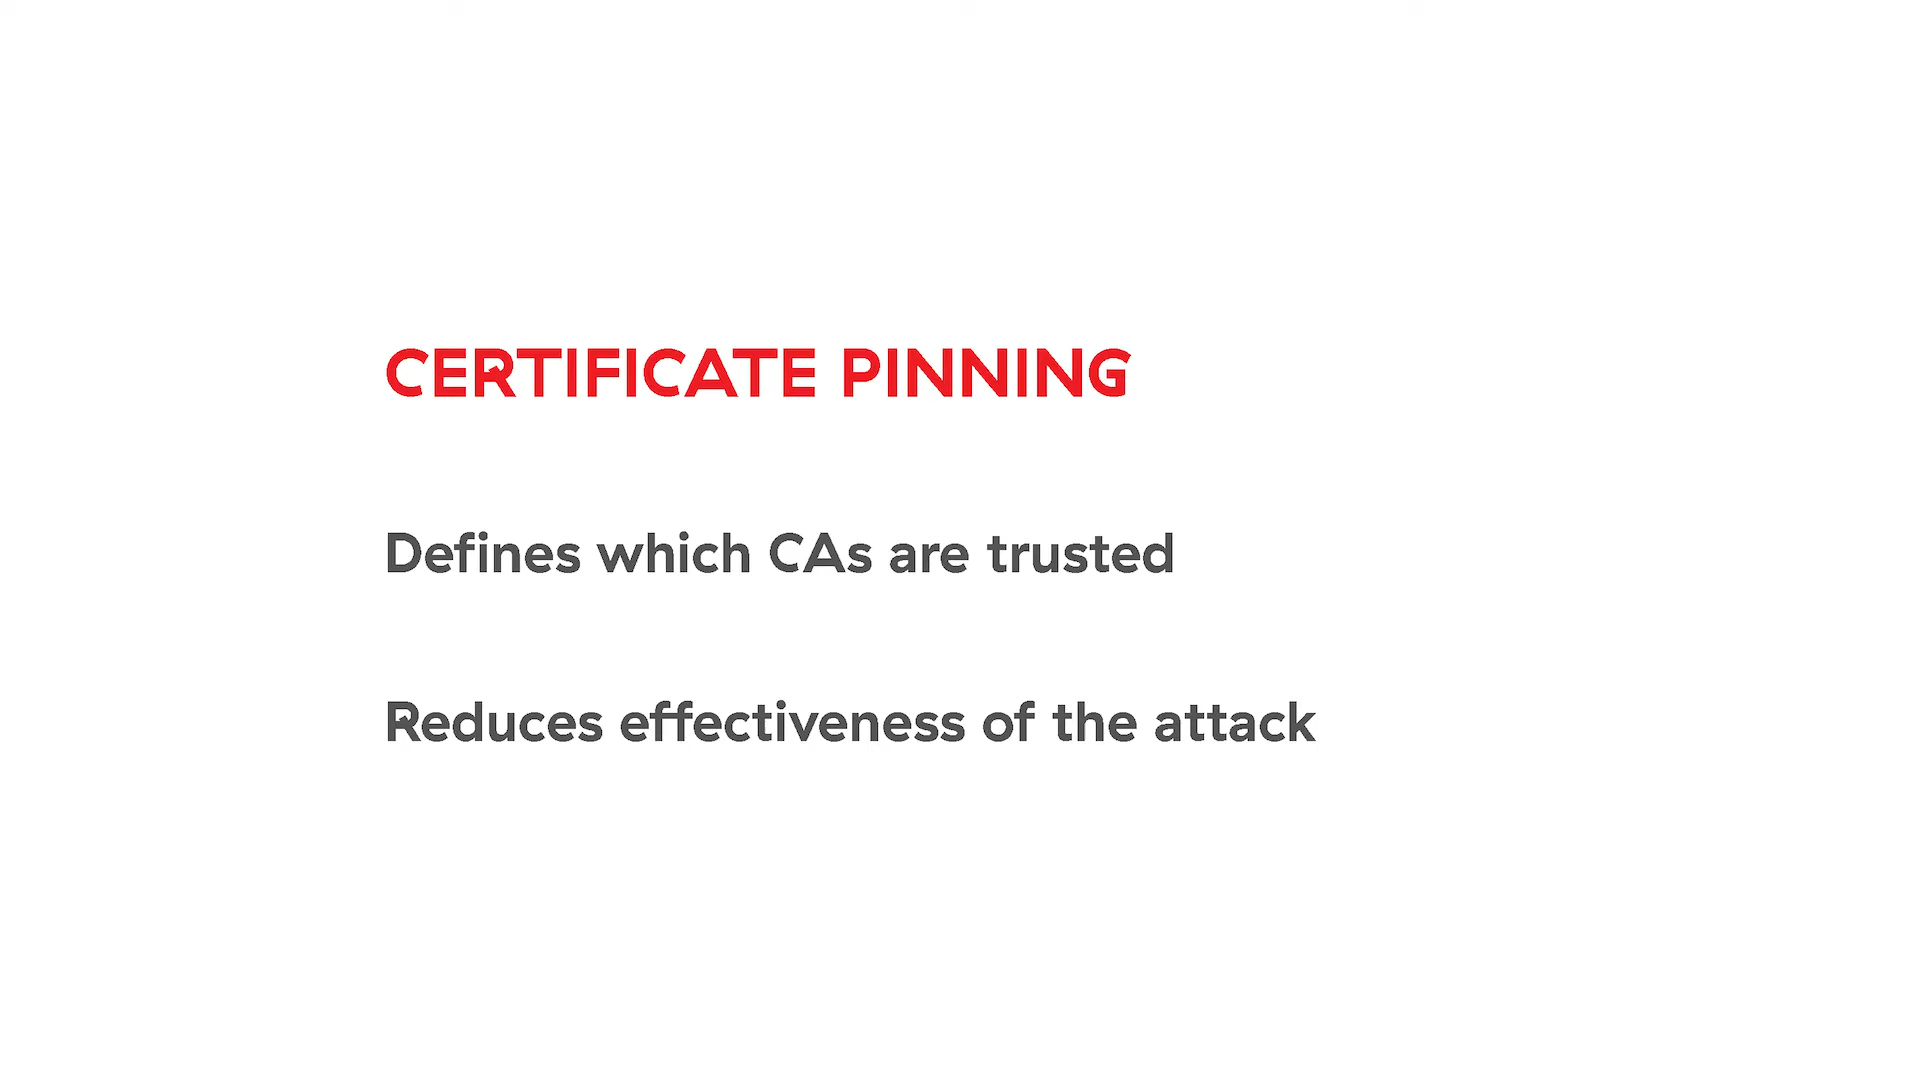 CERTIFICATE PINNING
Defines which CAs are trusted
Reduces effectiveness of the attack